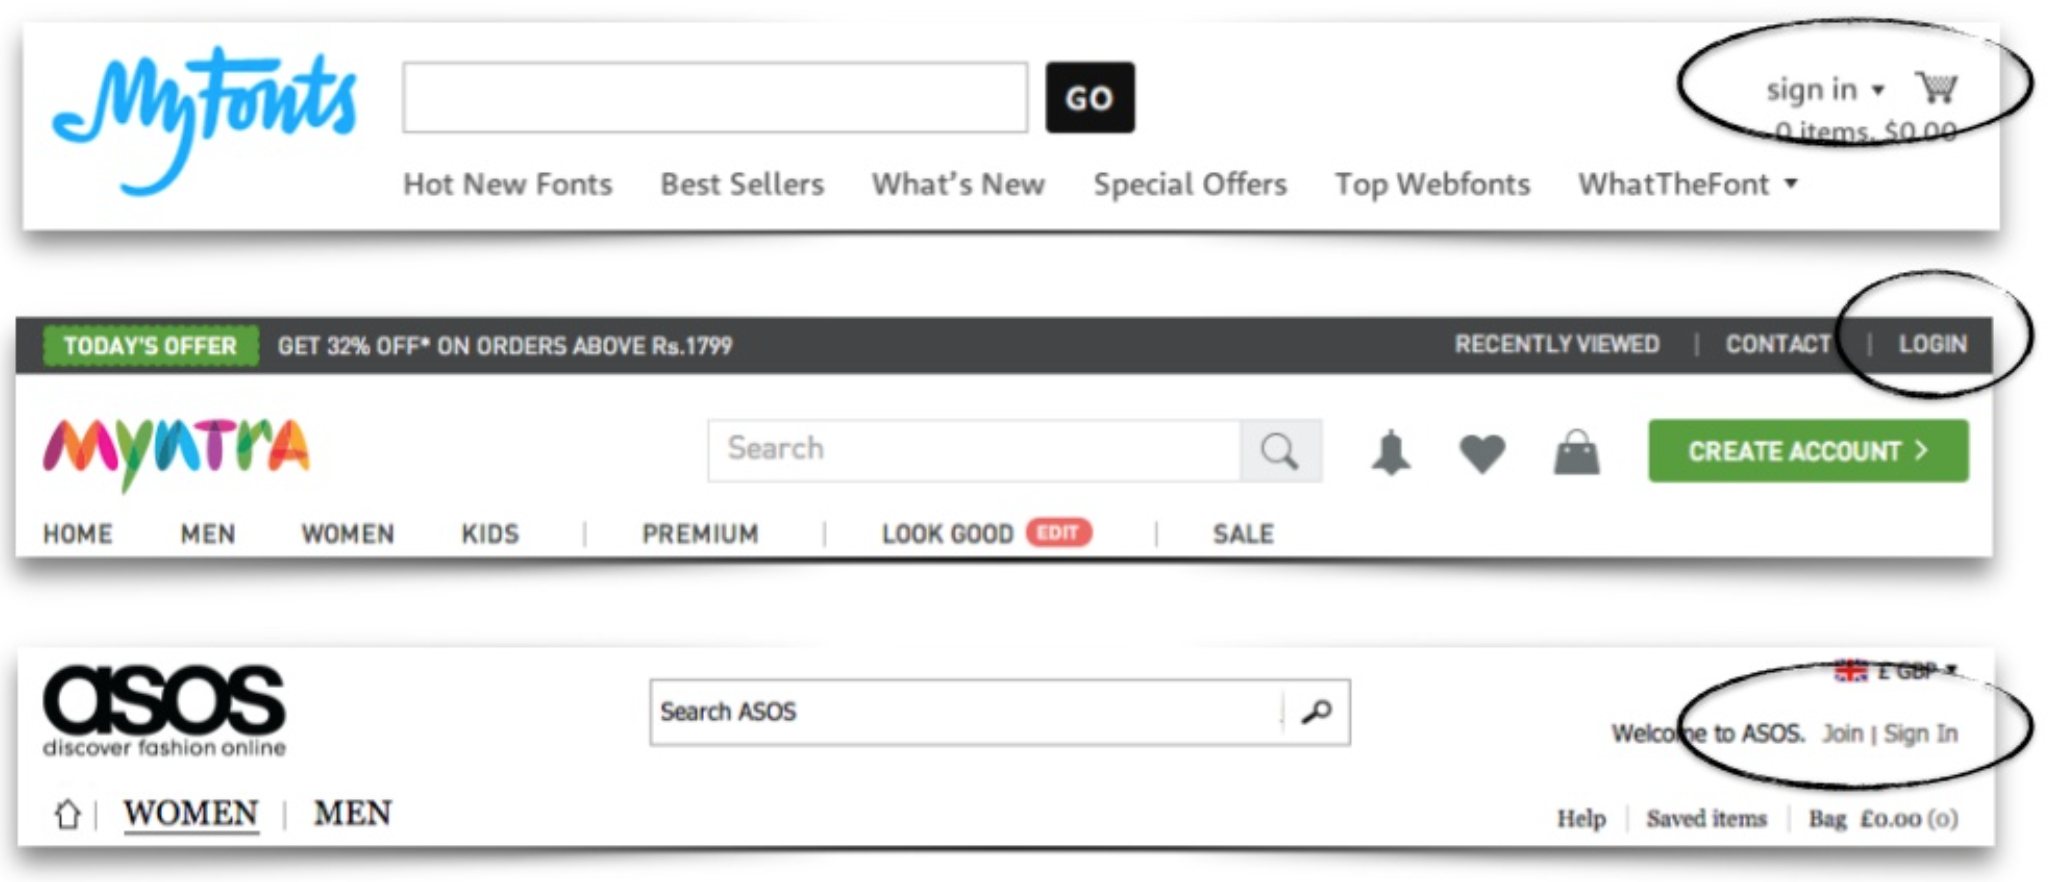 MyFonts
GO
sign in
0 items, $0.00
Hot New Fonts Best Sellers What's New Special Offers Top Webfonts WhatTheFont
TODAY'S OFFER GET 32% OFF* ON ORDERS ABOVE Rs.1799 RECENTLY VIEWED | CONTACT | LOGIN
Myntra
Search
CREATE ACCOUNT >
HOME MEN WOMEN KIDS | PREMIUM | LOOK GOOD EDIT | SALE
asos
discover fashion online
Search ASOS
£ GBP
Welcome to ASOS. Join | Sign In
| WOMEN | MEN
Help | Saved items | Bag £0.00 (0)